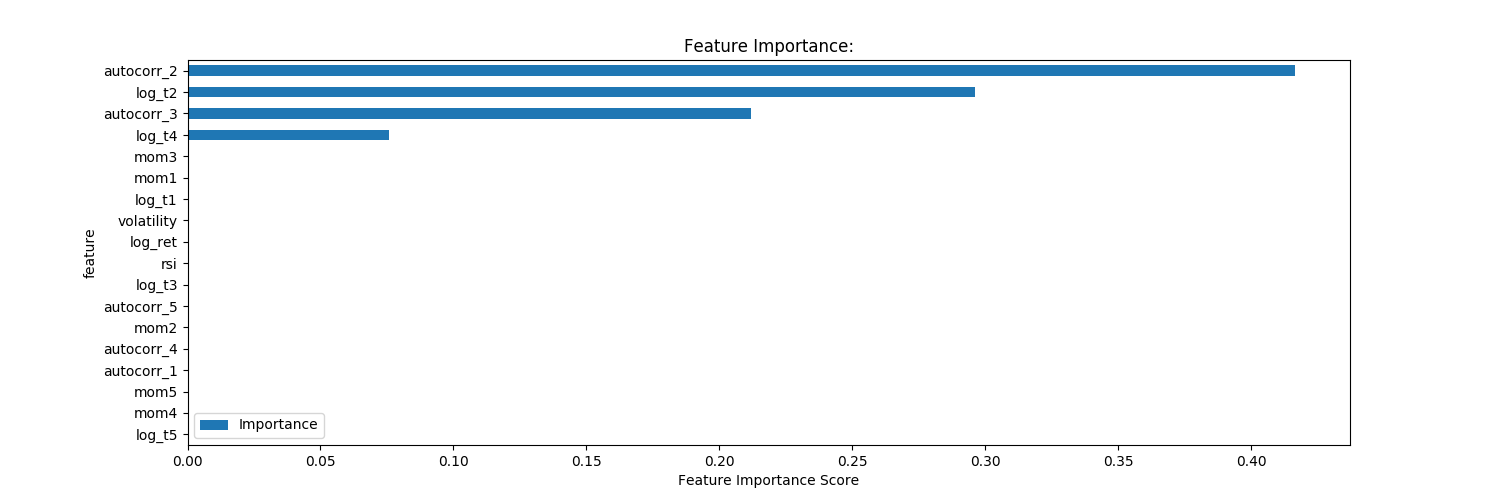 Feature Importance:
autocorr_2
log_t2
autocorr_3
log_t4
mom3
mom1
log_t1
volatility
log_ret
rsi
log_t3
autocorr_5
mom2
autocorr_4
autocorr_1
mom5
mom4
log_t5
feature
Importance
0.00 0.05 0.10 0.15 0.20 0.25 0.30 0.35 0.40
Feature Importance Score